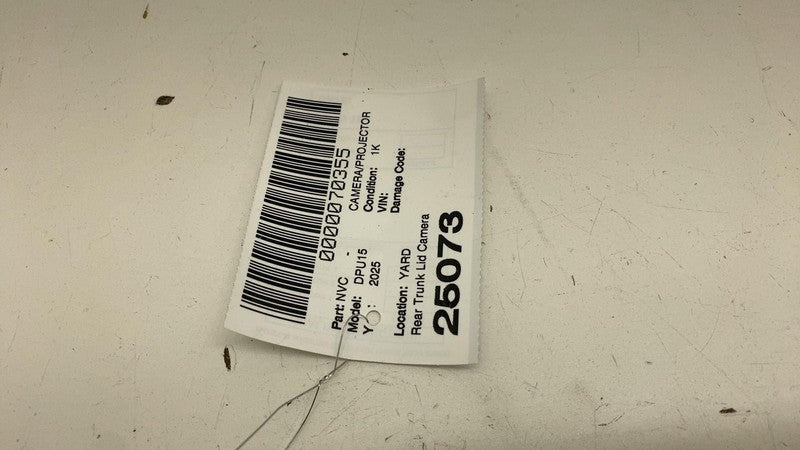 0000070355
Part: NVC - CAMERA/PROJECTOR
Model: DPU15 Condition: 1K
Y : 2025 VIN:
Damage Code:
Location: YARD
Rear Trunk Lid Camera
25073